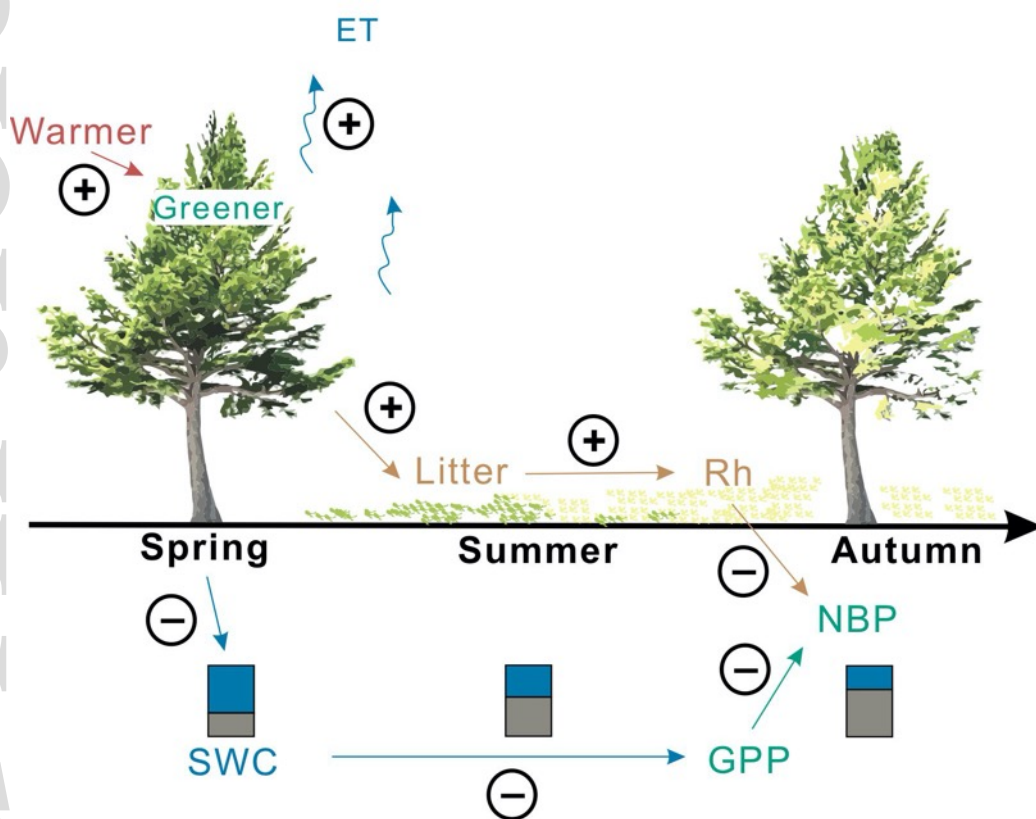 ET
+
Warmer
+
Greener
+
+
Litter
Rh
Spring
Summer
Autumn
−
−
NBP
−
SWC
GPP
−